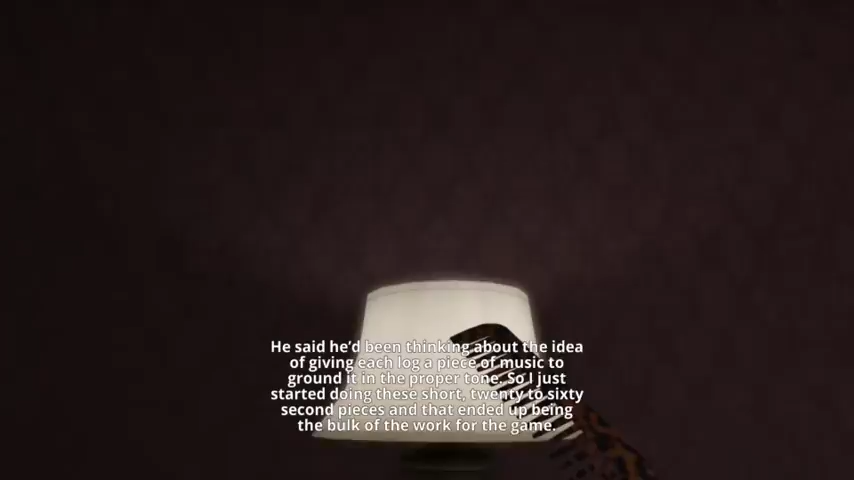 He said he'd been thinking about the idea
of giving each log a piece of music to
ground it in the proper tone. So I just
started doing these short, twenty to sixty
second pieces and that ended up being
the bulk of the work for the game.